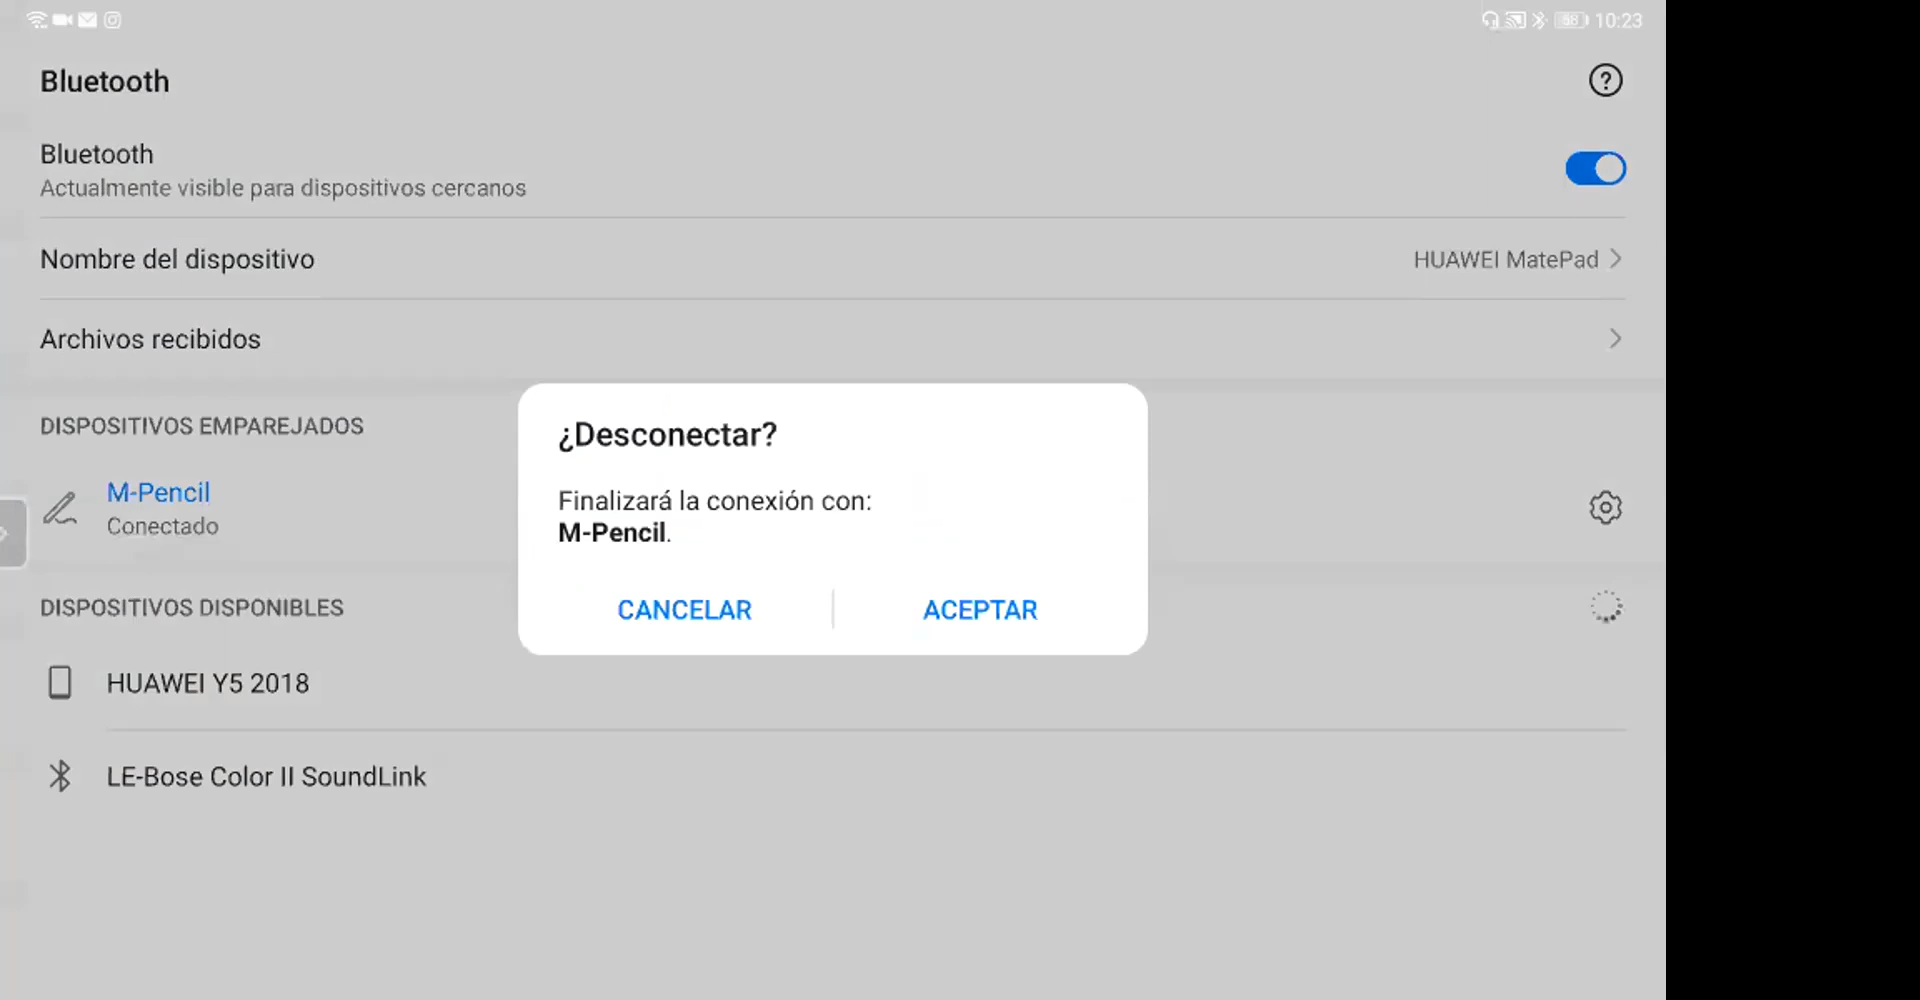 68 10:23
Bluetooth
Bluetooth
Actualmente visible para dispositivos cercanos
Nombre del dispositivo HUAWEI MatePad
Archivos recibidos
DISPOSITIVOS EMPAREJADOS
M-Pencil
Conectado
¿Desconectar?
Finalizará la conexión con:
M-Pencil.
CANCELAR ACEPTAR
DISPOSITIVOS DISPONIBLES
HUAWEI Y5 2018
LE-Bose Color II SoundLink